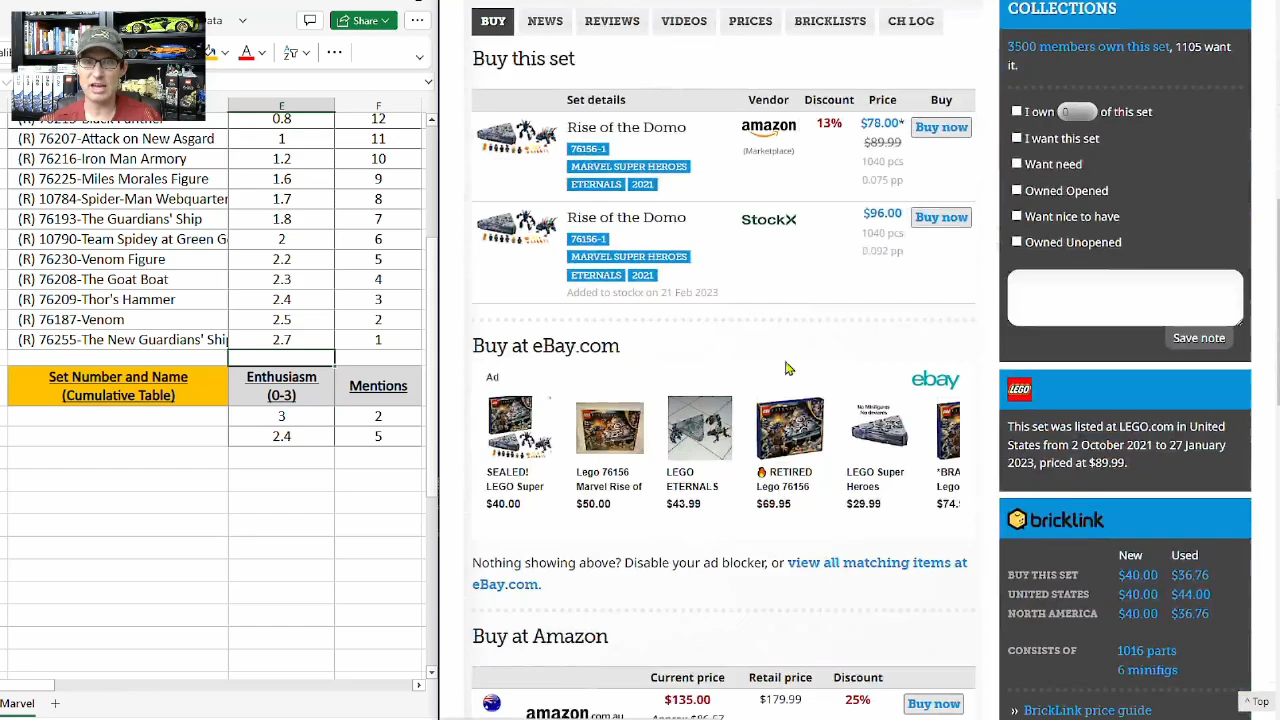 ata
Share
E
F
0.8
12
(R) 76207-Attack on New Asgard
1
11
(R) 76216-Iron Man Armory
1.2
10
(R) 76225-Miles Morales Figure
1.6
9
(R) 10784-Spider-Man Webquarter
1.7
8
(R) 76193-The Guardians' Ship
1.8
7
(R) 10790-Team Spidey at Green G
2
6
(R) 76230-Venom Figure
2.2
5
(R) 76208-The Goat Boat
2.3
4
(R) 76209-Thor's Hammer
2.4
3
(R) 76187-Venom
2.5
2
(R) 76255-The New Guardians' Ship
2.7
1
Set Number and Name
(Cumulative Table)
Enthusiasm
(0-3)
Mentions
3
2
2.4
5
Marvel
BUY
NEWS
REVIEWS
VIDEOS
PRICES
BRICKLISTS
CH LOG
Buy this set
Set details
Vendor
Discount
Price
Buy
Rise of the Domo
76156-1
MARVEL SUPER HEROES
ETERNALS
2021
amazon
(Marketplace)
13%
$78.00*
$89.99
1040 pcs
0.075 pp
Buy now
Rise of the Domo
76156-1
MARVEL SUPER HEROES
ETERNALS
2021
Added to stockx on 21 Feb 2023
StockX
$96.00
1040 pcs
0.092 pp
Buy now
Buy at eBay.com
Ad
ebay
SEALED!
LEGO Super
$40.00
Lego 76156
Marvel Rise of
$50.00
LEGO
ETERNALS
$43.99
RETIRED
Lego 76156
$69.95
No Minifigures
LEGO Super
Heroes
$29.99
*BRA
Lego
$74.
Nothing showing above? Disable your ad blocker, or view all matching items at
eBay.com.
Buy at Amazon
Current price
Retail price
Discount
amazon.com.au
$135.00
$179.99
25%
Buy now
COLLECTIONS
3500 members own this set, 1105 want
it.
I own 0 of this set
I want this set
Want need
Owned Opened
Want nice to have
Owned Unopened
Save note
LEGO
This set was listed at LEGO.com in United
States from 2 October 2021 to 27 January
2023, priced at $89.99.
bricklink
New
Used
BUY THIS SET
$40.00
$36.76
UNITED STATES
$40.00
$44.00
NORTH AMERICA
$40.00
$36.76
CONSISTS OF
1016 parts
6 minifigs
» BrickLink price guide
^ Top